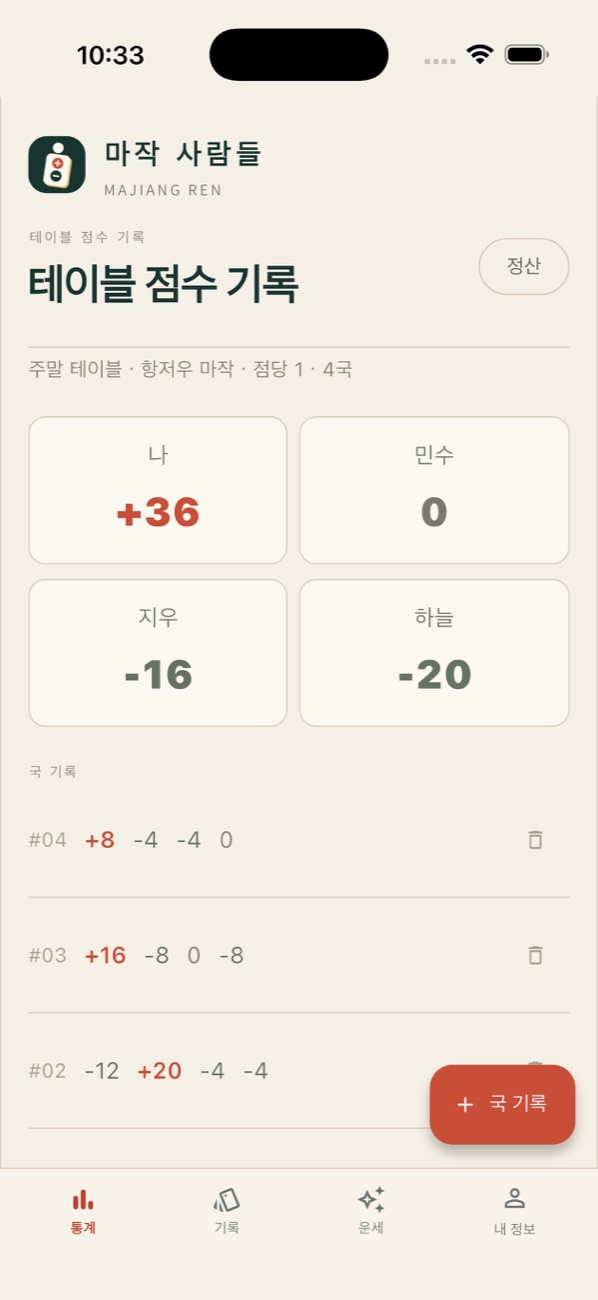 10:33
마작 사람들
MAJIANG REN
테이블 점수 기록
테이블 점수 기록
정산
주말 테이블 · 항저우 마작 · 점당 1 · 4국
나
민수
+36
0
지우
하늘
-16
-20
국 기록
#04 +8 -4 -4 0
#03 +16 -8 0 -8
#02 -12 +20 -4 -4
+ 국 기록
통계
기록
운세
내 정보